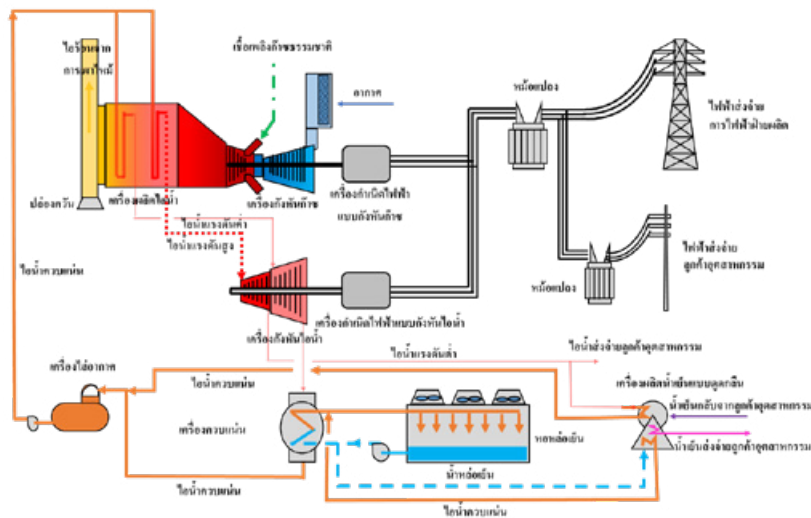 เชื้อเพลิงก๊าซธรรมชาติ
ไอร้อนจาก
การเผาไหม้
อากาศ
หม้อแปลง
ไฟฟ้าส่งจ่าย
การไฟฟ้าฝ่ายผลิต
ปล่องควัน
เครื่องผลิตไอน้ำ
เครื่องกังหันก๊าซ
เครื่องกำเนิดไฟฟ้า
แบบกังหันก๊าซ
ไอน้ำแรงดันต่ำ
ไอน้ำแรงดันสูง
ไฟฟ้าส่งจ่าย
ลูกค้าอุตสาหกรรม
ไอน้ำควบแน่น
หม้อแปลง
เครื่องกังหันไอน้ำ
เครื่องกำเนิดไฟฟ้าแบบกังหันไอน้ำ
ไอน้ำแรงดันต่ำ
ไอน้ำส่งจ่ายลูกค้าอุตสาหกรรม
เครื่องไล่อากาศ
ไอน้ำควบแน่น
เครื่องผลิตน้ำเย็นแบบดูดกลืน
น้ำเย็นกลับจากลูกค้าอุตสาหกรรม
เครื่องควบแน่น
หอหล่อเย็น
น้ำเย็นส่งจ่ายลูกค้าอุตสาหกรรม
น้ำหล่อเย็น
ไอน้ำควบแน่น
ไอน้ำควบแน่น